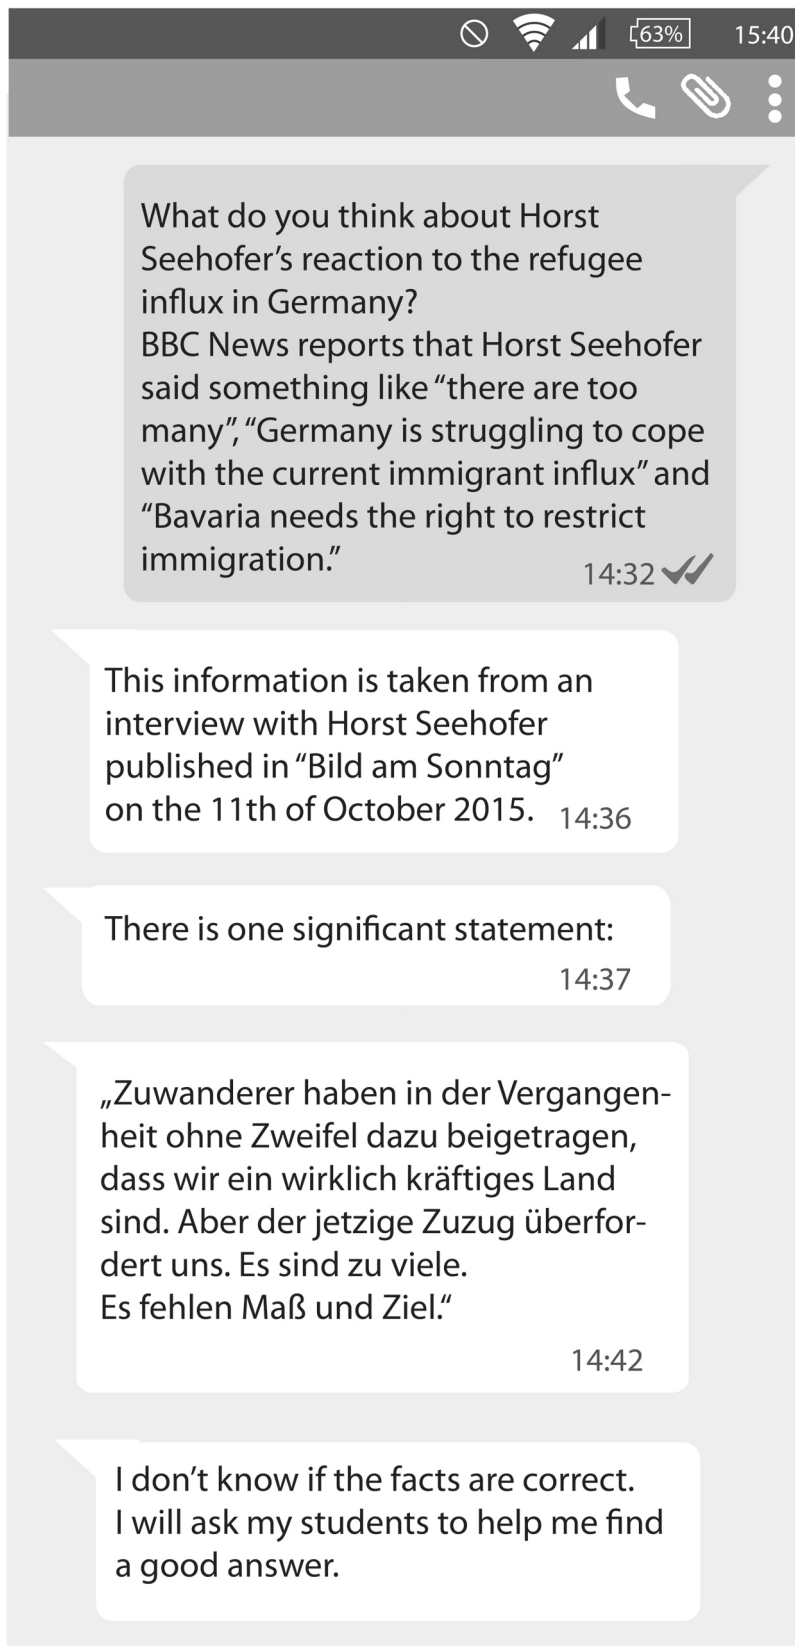 63%
15:40
What do you think about Horst
Seehofer’s reaction to the refugee
influx in Germany?
BBC News reports that Horst Seehofer
said something like “there are too
many”, “Germany is struggling to cope
with the current immigrant influx” and
“Bavaria needs the right to restrict
immigration.”
14:32
This information is taken from an
interview with Horst Seehofer
published in “Bild am Sonntag”
on the 11th of October 2015.
14:36
There is one significant statement:
14:37
„Zuwanderer haben in der Vergangen-
heit ohne Zweifel dazu beigetragen,
dass wir ein wirklich kräftiges Land
sind. Aber der jetzige Zuzug überfor-
dert uns. Es sind zu viele.
Es fehlen Maß und Ziel.“
14:42
I don’t know if the facts are correct.
I will ask my students to help me find
a good answer.